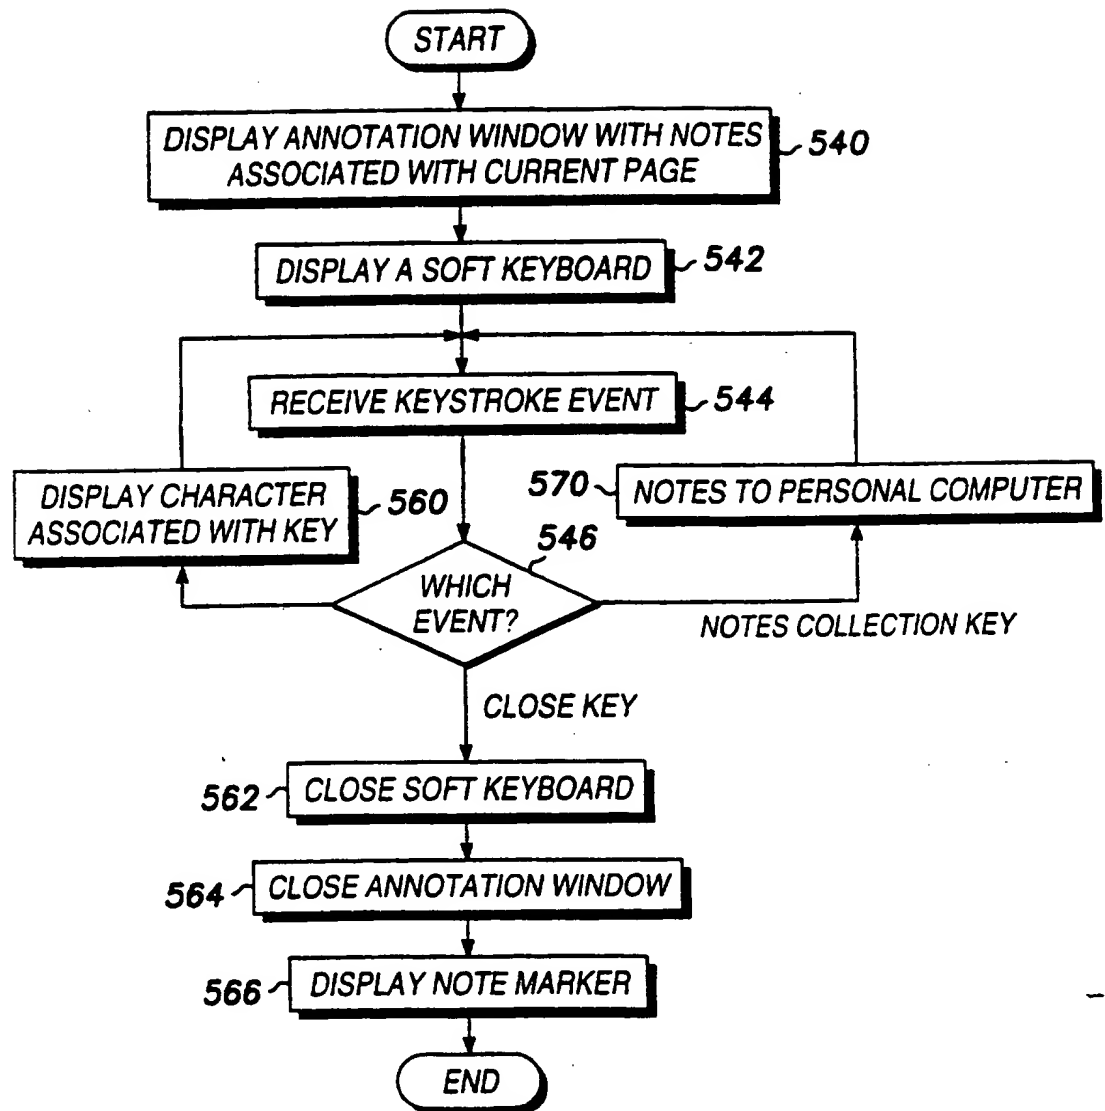 START
DISPLAY ANNOTATION WINDOW WITH NOTES
ASSOCIATED WITH CURRENT PAGE
540
DISPLAY A SOFT KEYBOARD
542
RECEIVE KEYSTROKE EVENT
544
DISPLAY CHARACTER
ASSOCIATED WITH KEY
560
570
NOTES TO PERSONAL COMPUTER
546
WHICH
EVENT?
NOTES COLLECTION KEY
CLOSE KEY
562
CLOSE SOFT KEYBOARD
564
CLOSE ANNOTATION WINDOW
566
DISPLAY NOTE MARKER
END